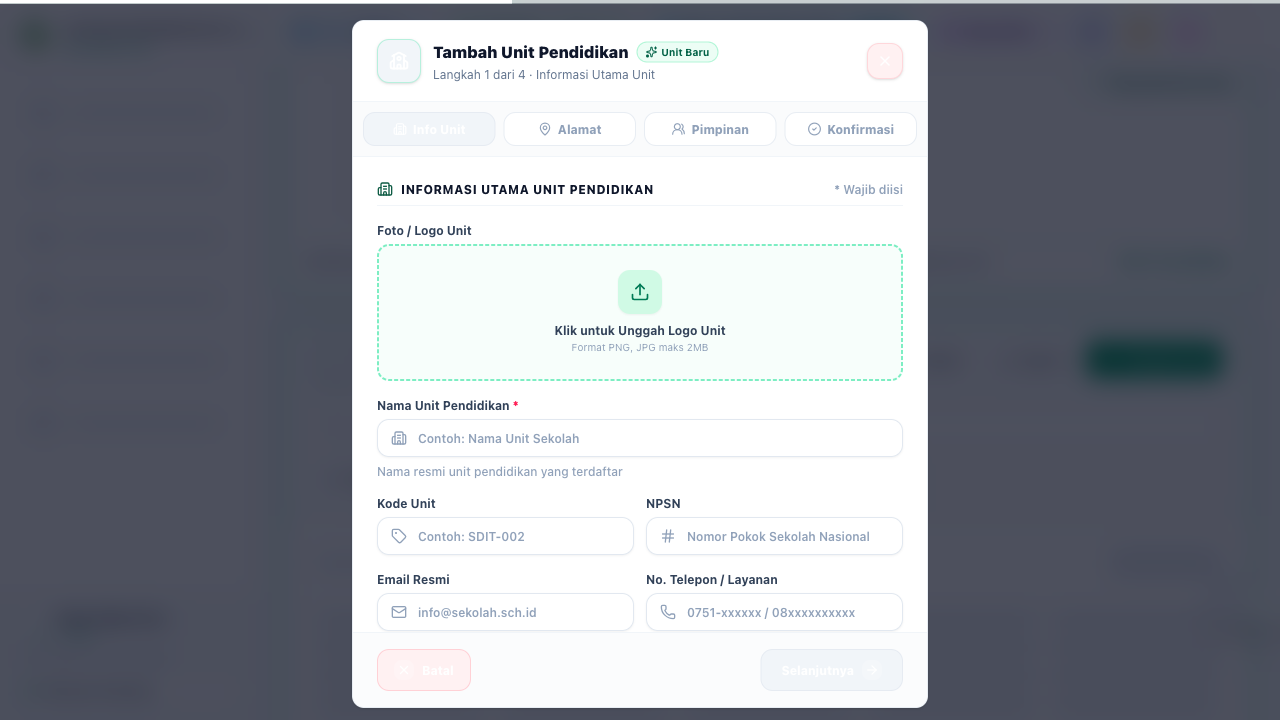 Tambah Unit Pendidikan Unit Baru
Langkah 1 dari 4 · Informasi Utama Unit
Info Unit Alamat Pimpinan Konfirmasi
INFORMASI UTAMA UNIT PENDIDIKAN * Wajib diisi
Foto / Logo Unit
Klik untuk Unggah Logo Unit
Format PNG, JPG maks 2MB
Nama Unit Pendidikan *
Contoh: Nama Unit Sekolah
Nama resmi unit pendidikan yang terdaftar
Kode Unit NPSN
Contoh: SDIT-002 Nomor Pokok Sekolah Nasional
Email Resmi No. Telepon / Layanan
info@sekolah.sch.id 0751-xxxxxx / 08xxxxxxxxxx
Batal Selanjutnya